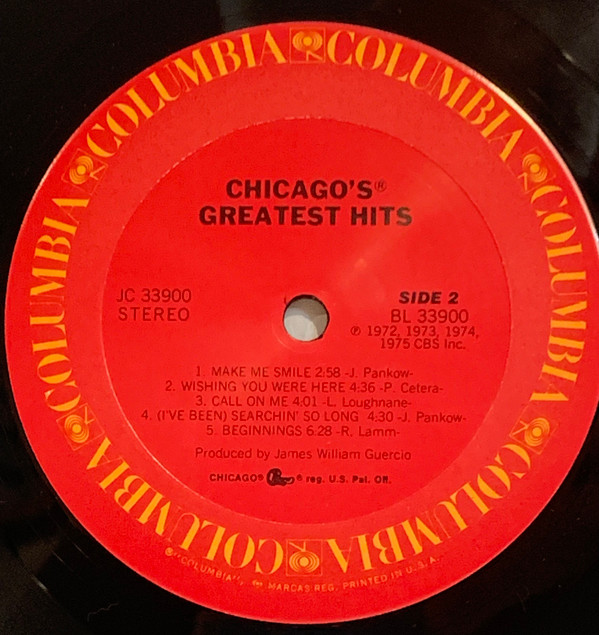 COLUMBIA COLUMBIA COLUMBIA COLUMBIA COLUMBIA COLUMBIA
CHICAGO'S®
GREATEST HITS
JC 33900
STEREO
SIDE 2
BL 33900
℗ 1972, 1973, 1974,
1975 CBS Inc.
1. MAKE ME SMILE 2:58 -J. Pankow-
2. WISHING YOU WERE HERE 4:36 -P. Cetera-
3. CALL ON ME 4:01 -L. Loughnane-
4. (I'VE BEEN) SEARCHIN' SO LONG 4:30 -J. Pankow-
5. BEGINNINGS 6:28 -R. Lamm-
Produced by James William Guercio
CHICAGO® ® reg. U.S. Pat. Off.
® "COLUMBIA", MARCAS REG. PRINTED IN U.S.A.